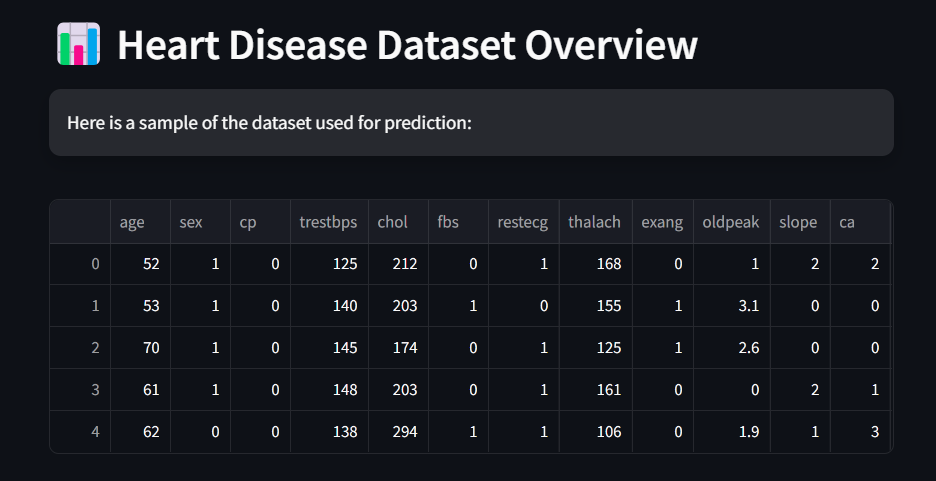 Heart Disease Dataset Overview
Here is a sample of the dataset used for prediction:
age sex cp trestbps chol fbs restecg thalach exang oldpeak slope ca
0 52 1 0 125 212 0 1 168 0 1 2 2
1 53 1 0 140 203 1 0 155 1 3.1 0 0
2 70 1 0 145 174 0 1 125 1 2.6 0 0
3 61 1 0 148 203 0 1 161 0 0 2 1
4 62 0 0 138 294 1 1 106 0 1.9 1 3